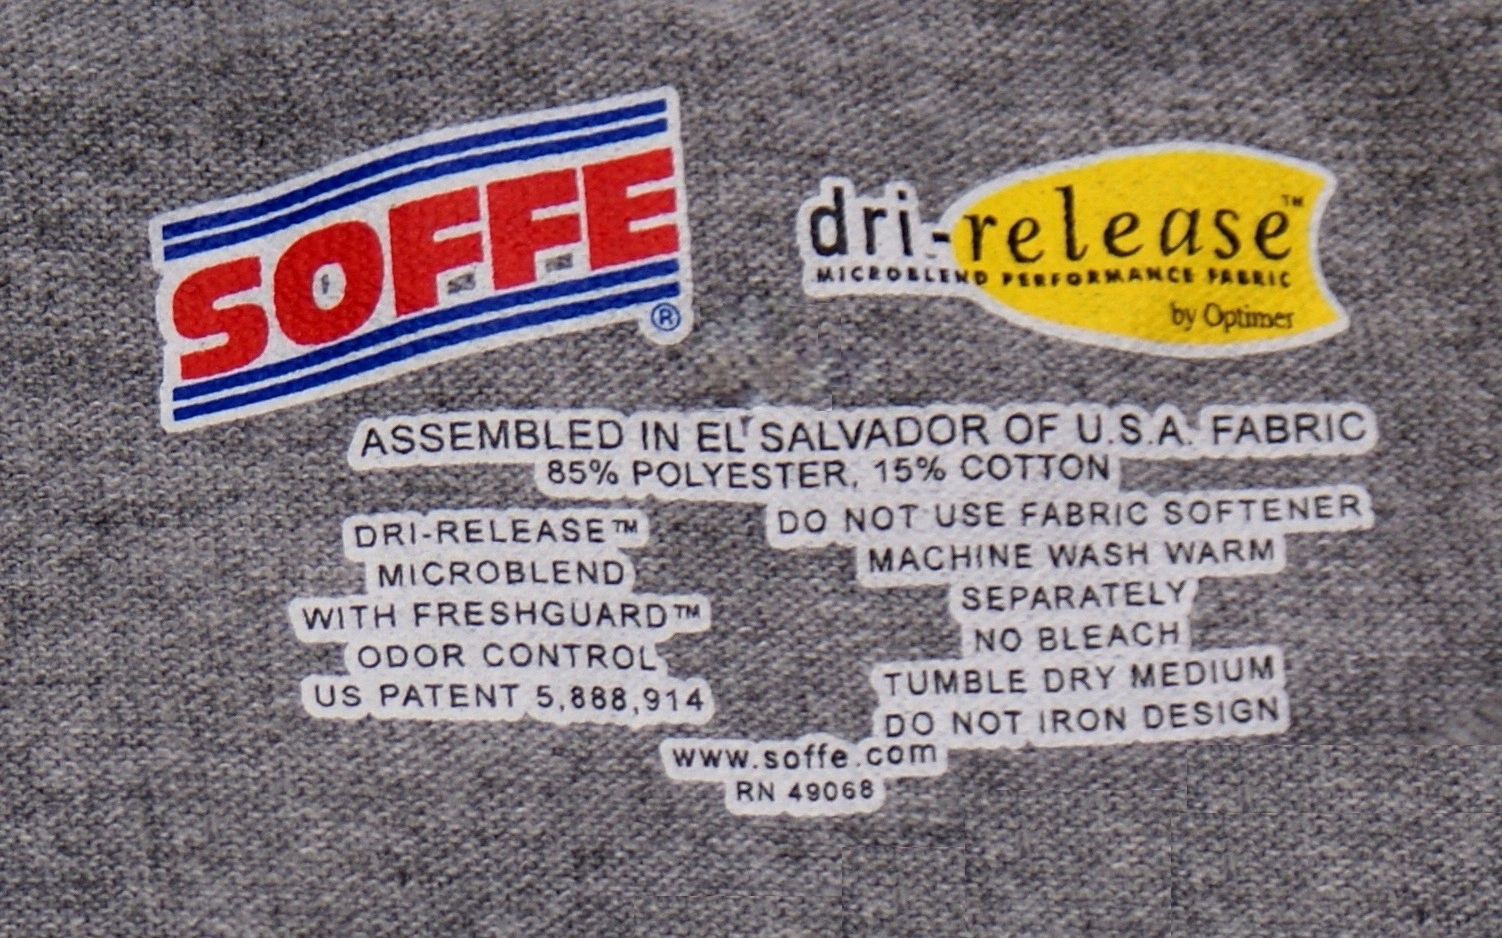 SOFFE
®
dri-release™
MICROBLEND PERFORMANCE FABRIC
by Optimer
ASSEMBLED IN EL SALVADOR OF U.S.A. FABRIC
85% POLYESTER, 15% COTTON
DRI-RELEASE™
MICROBLEND
WITH FRESHGUARD™
ODOR CONTROL
US PATENT 5,888,914
DO NOT USE FABRIC SOFTENER
MACHINE WASH WARM
SEPARATELY
NO BLEACH
TUMBLE DRY MEDIUM
DO NOT IRON DESIGN
www.soffe.com
RN 49068